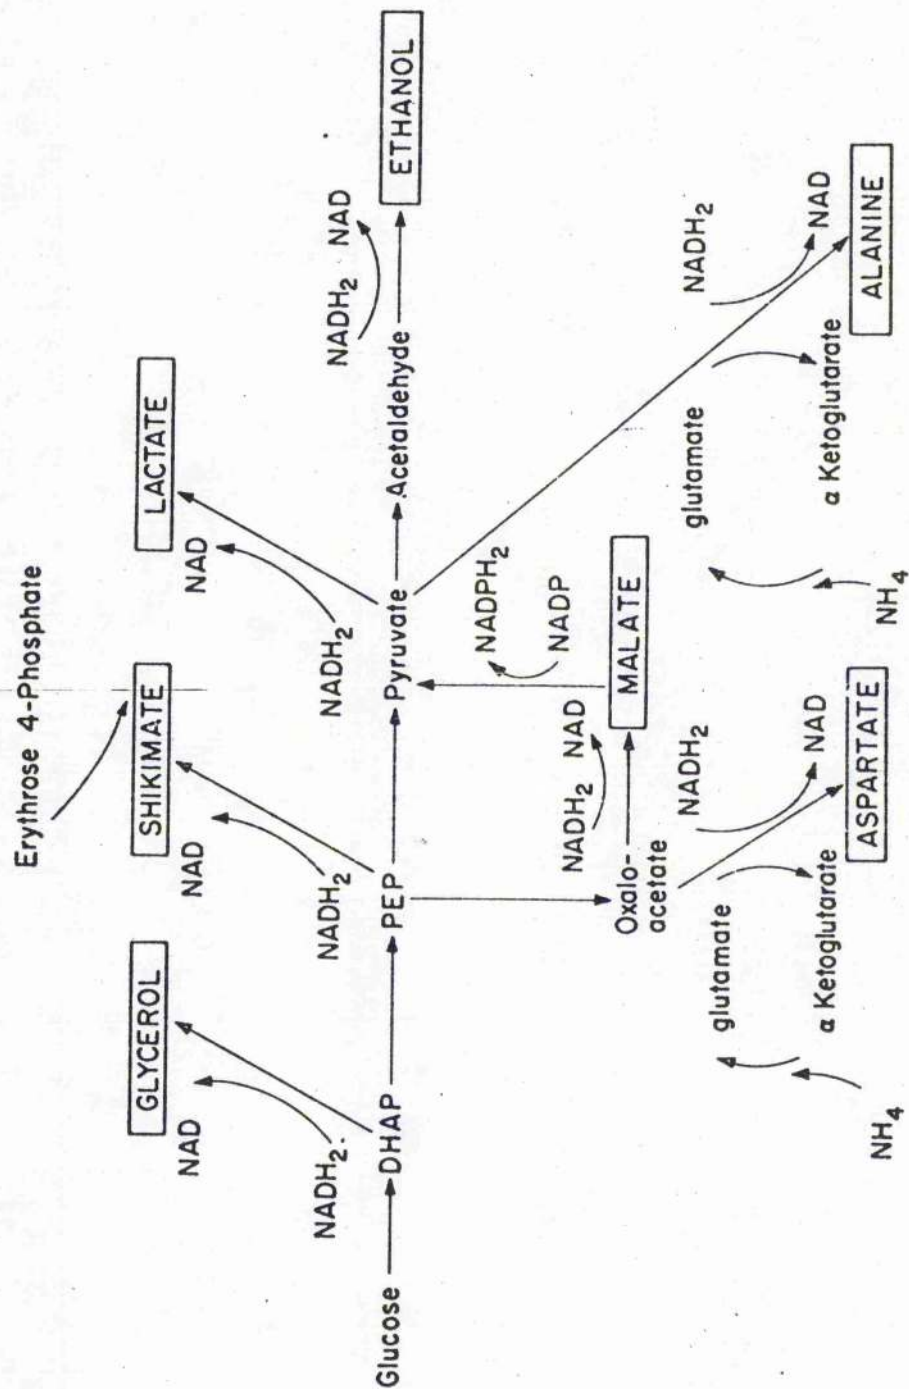 Erythrose 4-Phosphate
GLYCEROL
SHIKIMATE
LACTATE
NAD
NAD
NAD
NADH₂.
NADH₂
NADH₂
NADH₂ NAD
Glucose
DHAP
PEP
Pyruvate
Acetaldehyde
ETHANOL
NADPH₂
NADP
NADH₂ NAD
Oxalo-
acetate
MALATE
NADH₂
NADH₂
glutamate
glutamate
NAD
NAD
α Ketoglutarate
α Ketoglutarate
ASPARTATE
ALANINE
NH₄
NH₄